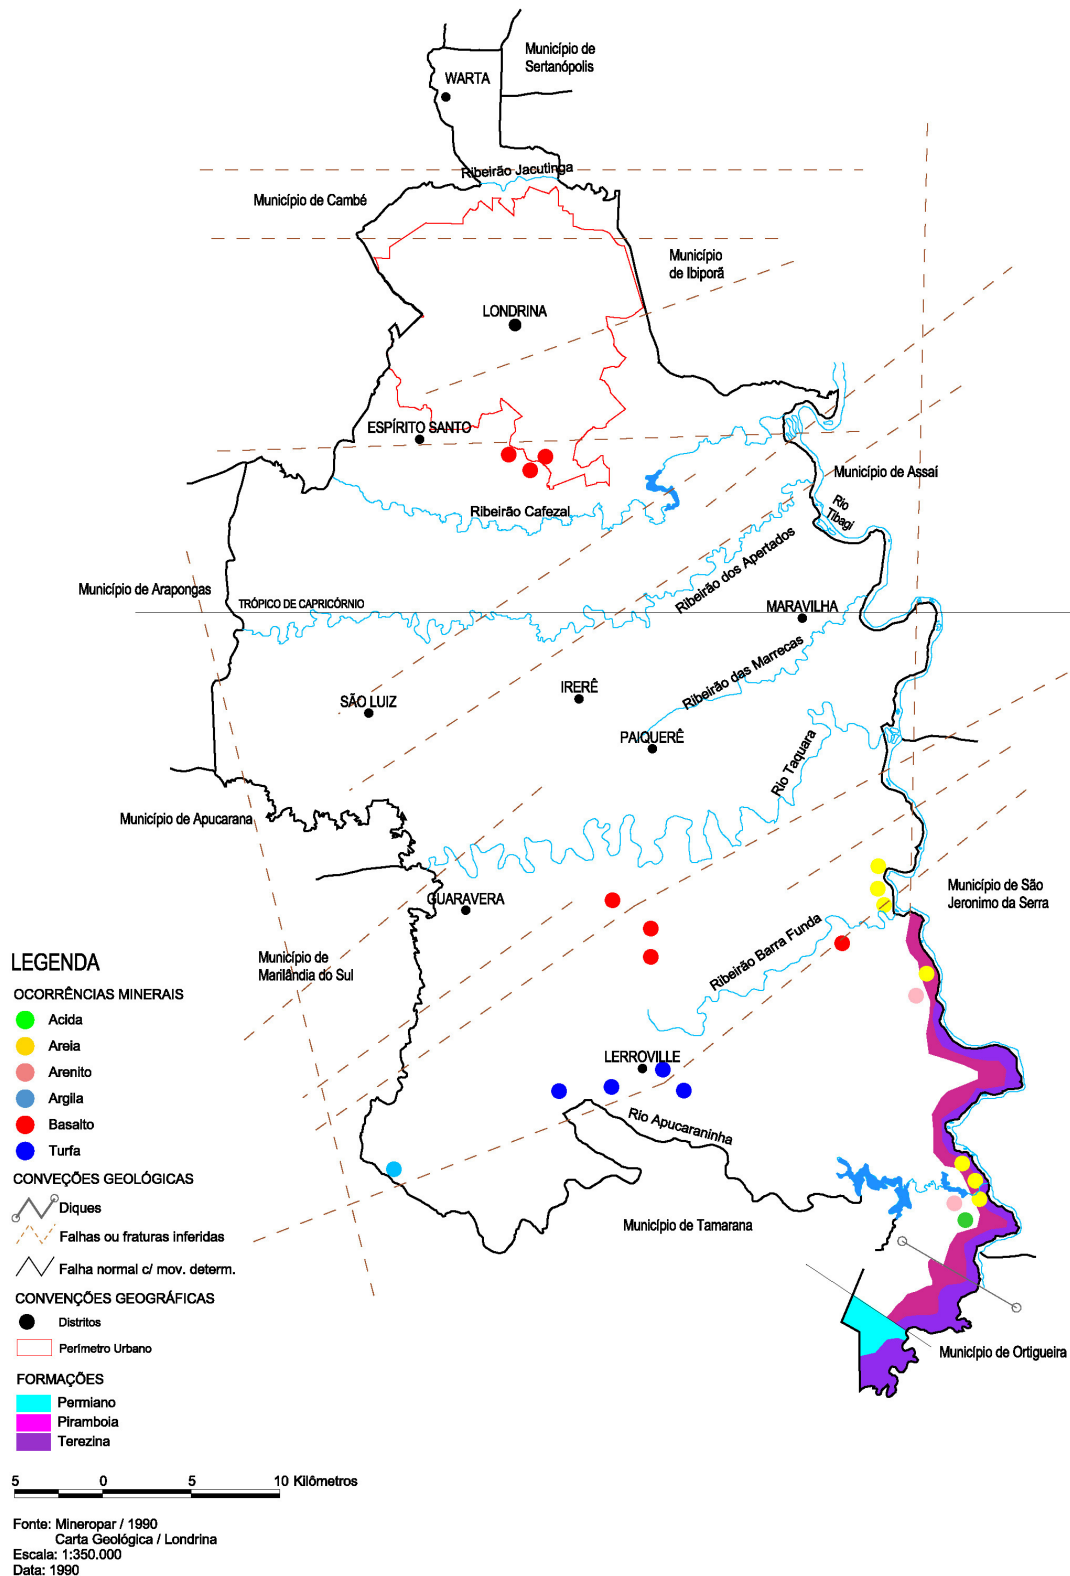 Município de
Sertanópolis
WARTA
Ribeirão Jacutinga
Município de Cambé
Município
de Ibiporã
LONDRINA
ESPÍRITO SANTO
Município de Assaí
Ribeirão Cafezal
Rio
Tibagi
Ribeirão dos Apertados
Município de Arapongas
TRÓPICO DE CAPRICÓRNIO
MARAVILHA
Ribeirão das Marrecas
IRERÊ
SÃO LUIZ
PAIQUERÊ
Rio Taquara
Município de Apucarana
GUARAVERA
Município de São
Jeronimo da Serra
Ribeirão Barra Funda
Município de
Marilândia do Sul
LERROVILLE
Rio Apucaraninha
Município de Tamarana
Município de Ortigueira
LEGENDA
OCORRÊNCIAS MINERAIS
Acida
Areia
Arenito
Argila
Basalto
Turfa
CONVEÇÕES GEOLÓGICAS
Diques
Falhas ou fraturas inferidas
Falha normal c/ mov. determ.
CONVENÇÕES GEOGRÁFICAS
Distritos
Perímetro Urbano
FORMAÇÕES
Permiano
Piramboia
Terezina
5 0 5 10 Kilômetros
Fonte: Mineropar / 1990
Carta Geológica / Londrina
Escala: 1:350.000
Data: 1990